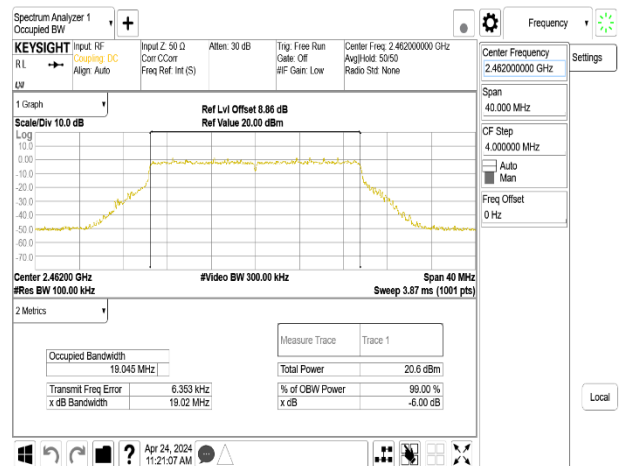 Spectrum Analyzer 1
Occupied BW
+
Frequency
KEYSIGHT
RL
Input: RF
Coupling: DC
Align: Auto
Input Z: 50 Ω
Corr CCorr
Freq Ref: Int (S)
Atten: 30 dB
Trig: Free Run
Gate: Off
#IF Gain: Low
Center Freq: 2.462000000 GHz
Avg|Hold: 50/50
Radio Std: None
Center Frequency
2.462000000 GHz
Settings
Span
40.000 MHz
CF Step
4.000000 MHz
Auto
Man
Freq Offset
0 Hz
1 Graph
Scale/Div 10.0 dB
Ref Lvl Offset 8.86 dB
Ref Value 20.00 dBm
Log
10.0
0.00
-10.0
-20.0
-30.0
-40.0
-50.0
-60.0
-70.0
Center 2.46200 GHz
#Video BW 300.00 kHz
Span 40 MHz
#Res BW 100.00 kHz
Sweep 3.87 ms (1001 pts)
2 Metrics
Measure Trace
Trace 1
Occupied Bandwidth
19.045 MHz
Total Power
20.6 dBm
Transmit Freq Error
6.353 kHz
% of OBW Power
99.00 %
x dB Bandwidth
19.02 MHz
x dB
-6.00 dB
Local
?
Apr 24, 2024
11:21:07 AM